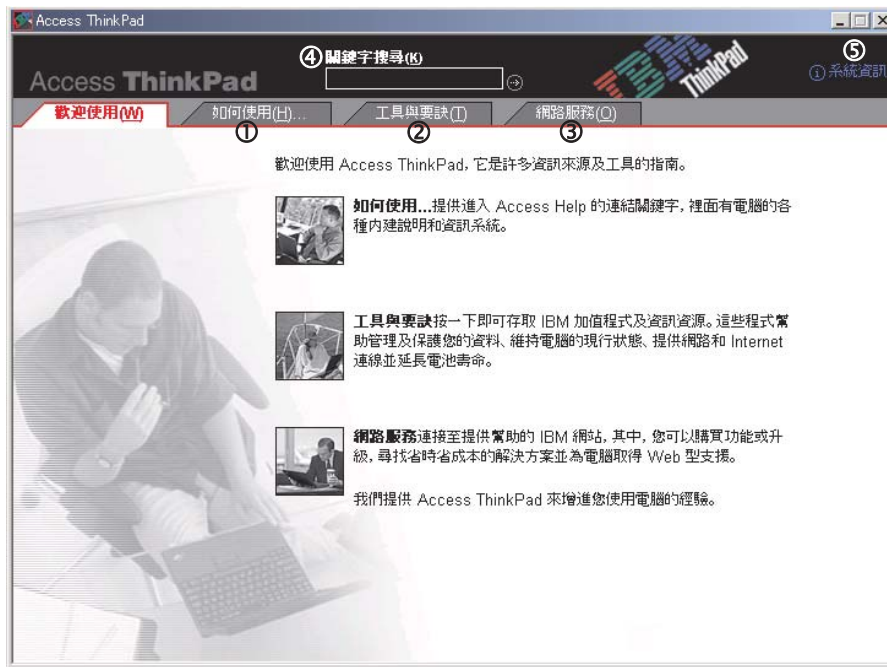 Access ThinkPad
④關鍵字搜尋(K)
Access ThinkPad
IBM ThinkPad
⑤
系統資訊
歡迎使用(W) 如何使用(H)... 工具與要訣(T) 網路服務(O)
① ② ③
歡迎使用 Access ThinkPad, 它是許多資訊來源及工具的指南。
如何使用...提供進入 Access Help 的連結關鍵字, 裡面有電腦的各
種內建說明和資訊系統。
工具與要訣按一下即可存取 IBM 加值程式及資訊資源。這些程式幫
助管理及保護您的資料、維持電腦的現行狀態、提供網路和 Internet
連線並延長電池壽命。
網路服務連接至提供幫助的 IBM 網站, 其中, 您可以購買功能或升
級, 尋找省時省成本的解決方案並為電腦取得 Web 型支援。
我們提供 Access ThinkPad 來增進您使用電腦的經驗。